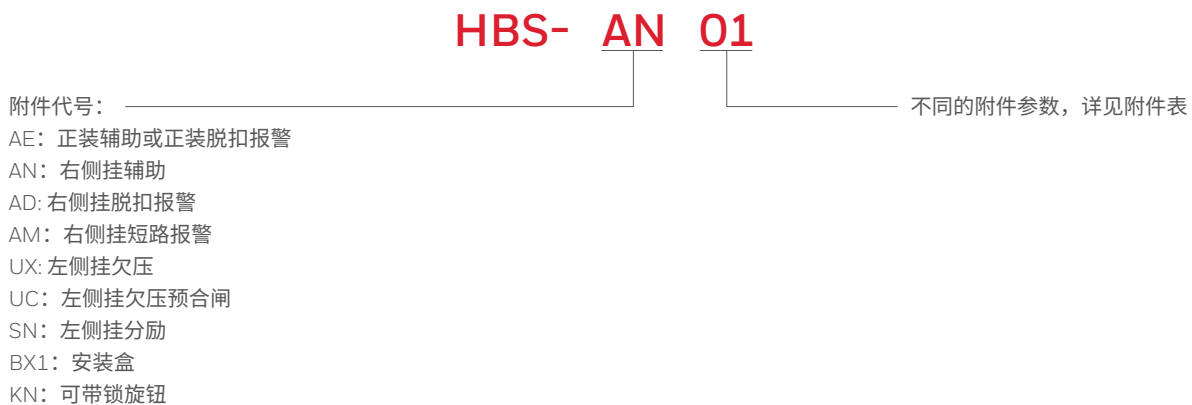 HBS- AN 01
附件代号： 不同的附件参数，详见附件表
AE：正装辅助或正装脱扣报警
AN：右侧挂辅助
AD: 右侧挂脱扣报警
AM：右侧挂短路报警
UX: 左侧挂欠压
UC：左侧挂欠压预合闸
SN：左侧挂分励
BX1：安装盒
KN：可带锁旋钮